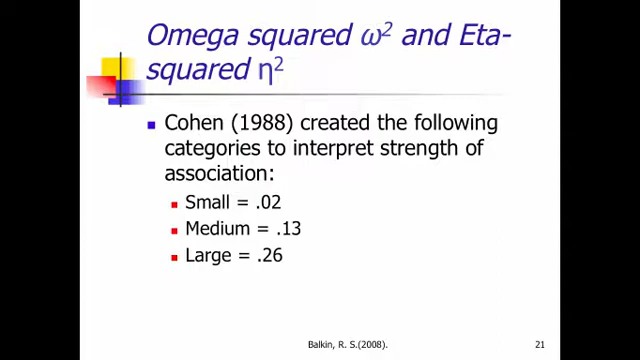 Omega squared ω² and Eta-
squared η²
Cohen (1988) created the following
categories to interpret strength of
association:
Small = .02
Medium = .13
Large = .26
Balkin, R. S.(2008).
21